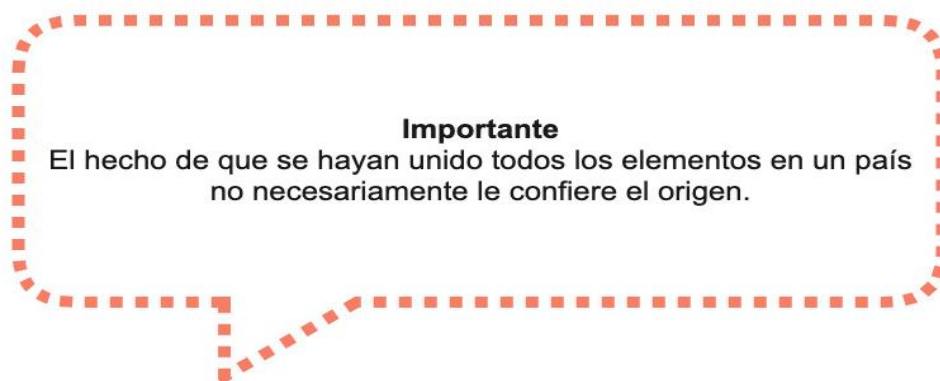 Importante
El hecho de que se hayan unido todos los elementos en un país
no necesariamente le confiere el origen.